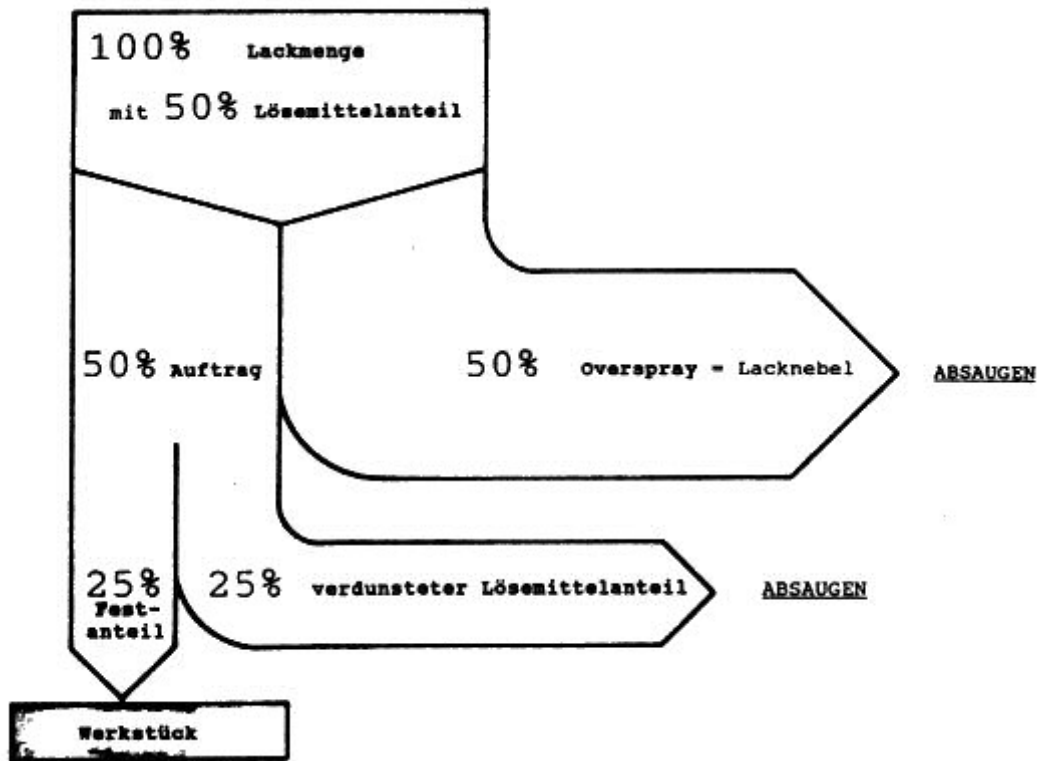 100% Lackmenge
mit 50% Lösemittelanteil
50% Auftrag
50% Overspray = Lacknebel
ABSAUGEN
25%
Fest-
anteil
25% verdunsteter Lösemittelanteil
ABSAUGEN
Werkstück